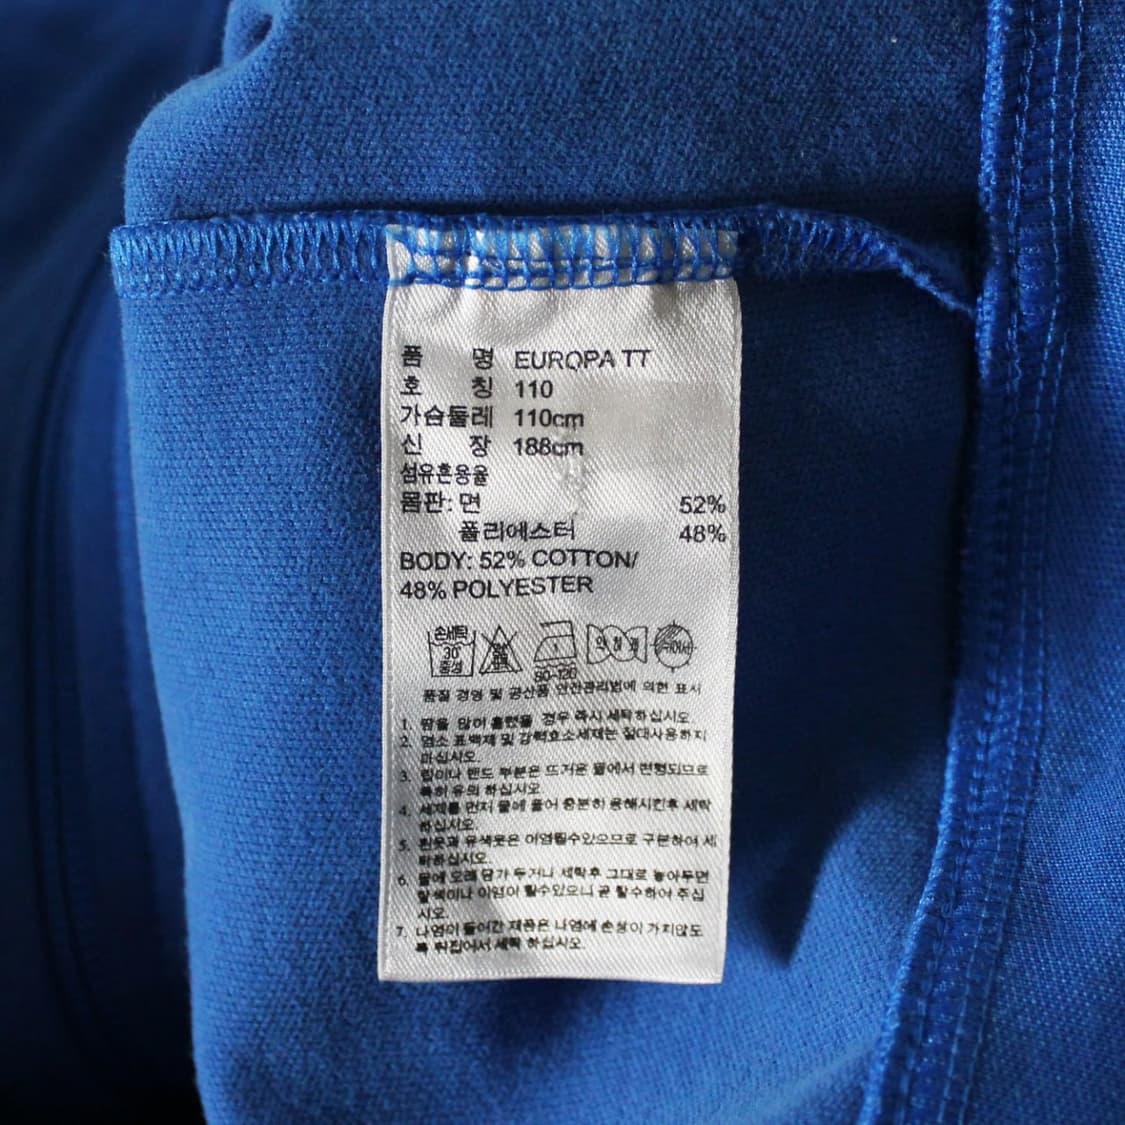 품 명 EUROPA TT
호 칭 110
가슴둘레 110cm
신 장 188cm
섬유혼용율
몸판: 면 52%
폴리에스터 48%
BODY: 52% COTTON/
48% POLYESTER
손세탁
30°
중성
80-120
품질 경영 및 공산품 안전관리법에 의한 표시
1. 땀을 많이 흘렸을 경우 즉시 세탁하십시오.
2. 염소 표백제 및 강력효소세제는 절대사용하지
마십시오.
3. 립이나 밴드 부분은 뜨거운 물에서 변형되므로
특히유의 하십시오.
4. 세제를 먼저 물에 풀어 충분히 용해시킨후 세탁
하십시오.
5. 흰옷과 유색옷은 이염될수있으므로 구분하여 세
탁하십시오.
6. 물에 오래 담가 두거나 세탁후 그대로 놓아두면
탈색이나 이염이 될수있으니 곧 탈수하여 주십
시오.
7. 나염이 들어간 제품은 나염에 손상이 가지않도
록 뒤집어서 세탁 하십시오.